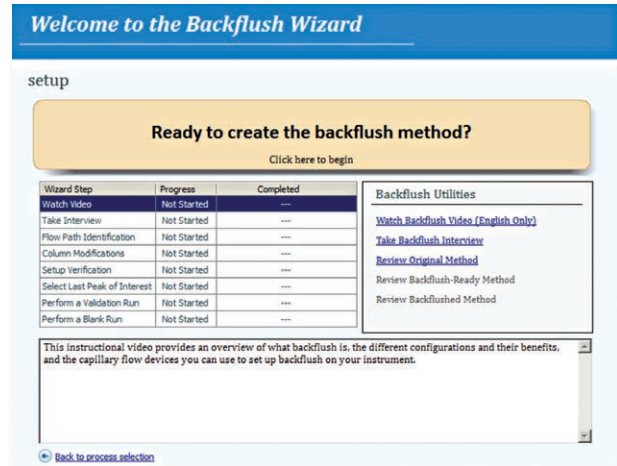 Welcome to the Backflush Wizard
setup
Ready to create the backflush method?
Click here to begin
Wizard Step Progress Completed
Watch Video Not Started ---
Take Interview Not Started ---
Flow Path Identification Not Started ---
Column Modifications Not Started ---
Setup Verification Not Started ---
Select Last Peak of Interest Not Started ---
Perform a Validation Run Not Started ---
Perform a Blank Run Not Started ---
Backflush Utilities
Watch Backflush Video (English Only)
Take Backflush Interview
Review Original Method
Review Backflush-Ready Method
Review Backflushed Method
This instructional video provides an overview of what backflush is, the different configurations and their benefits,
and the capillary flow devices you can use to set up backflush on your instrument.
Back to process selection